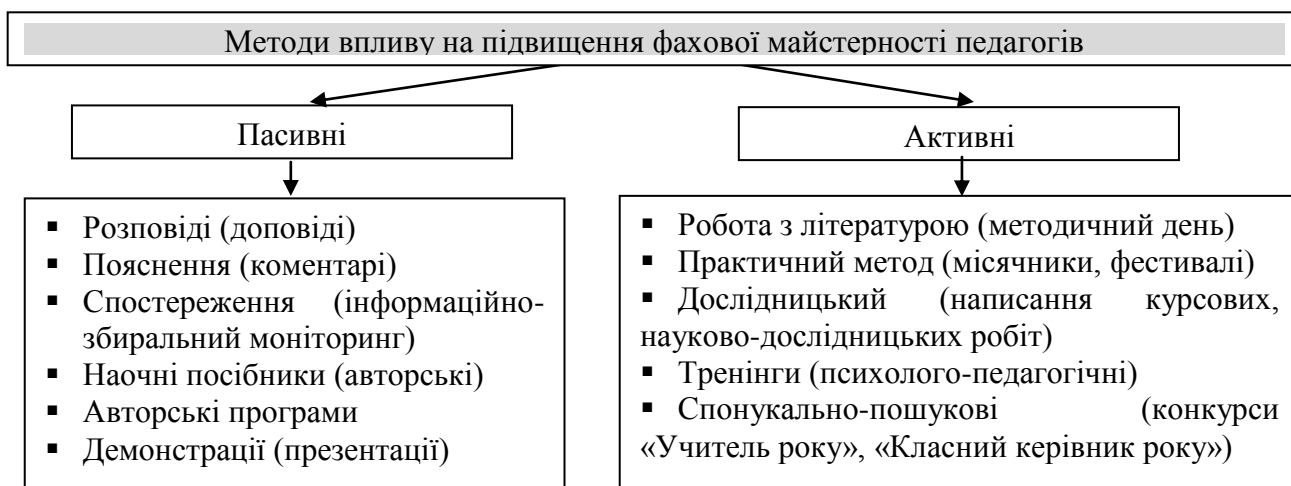 Методи впливу на підвищення фахової майстерності педагогів
Пасивні
Активні
▪ Розповіді (доповіді)
▪ Пояснення (коментарі)
▪ Спостереження (інформаційно-
збиральний моніторинг)
▪ Наочні посібники (авторські)
▪ Авторські програми
▪ Демонстрації (презентації)
▪ Робота з літературою (методичний день)
▪ Практичний метод (місячники, фестивалі)
▪ Дослідницький (написання курсових,
науково-дослідницьких робіт)
▪ Тренінги (психолого-педагогічні)
▪ Спонукально-пошукові (конкурси
«Учитель року», «Класний керівник року»)